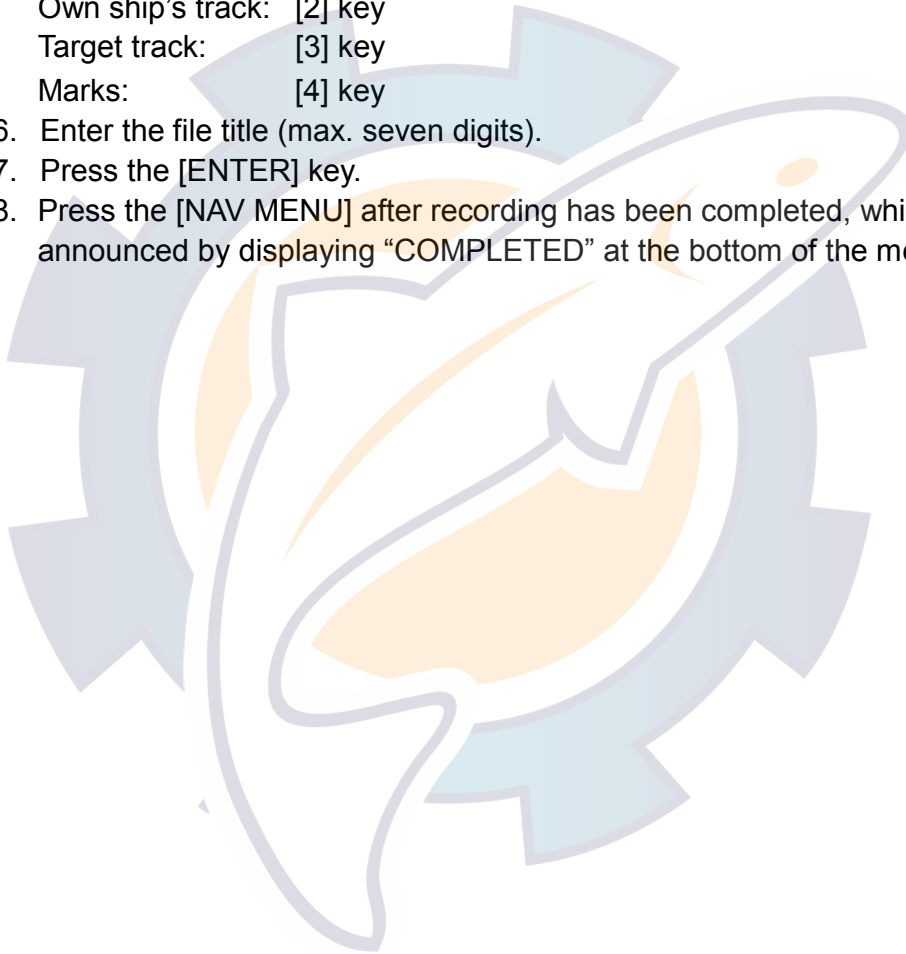 Own ship’s track: [2] key
Target track: [3] key
Marks: [4] key
6. Enter the file title (max. seven digits).
7. Press the [ENTER] key.
8. Press the [NAV MENU] after recording has been completed,
announced by displaying “COMPLETED” at the bottom of the